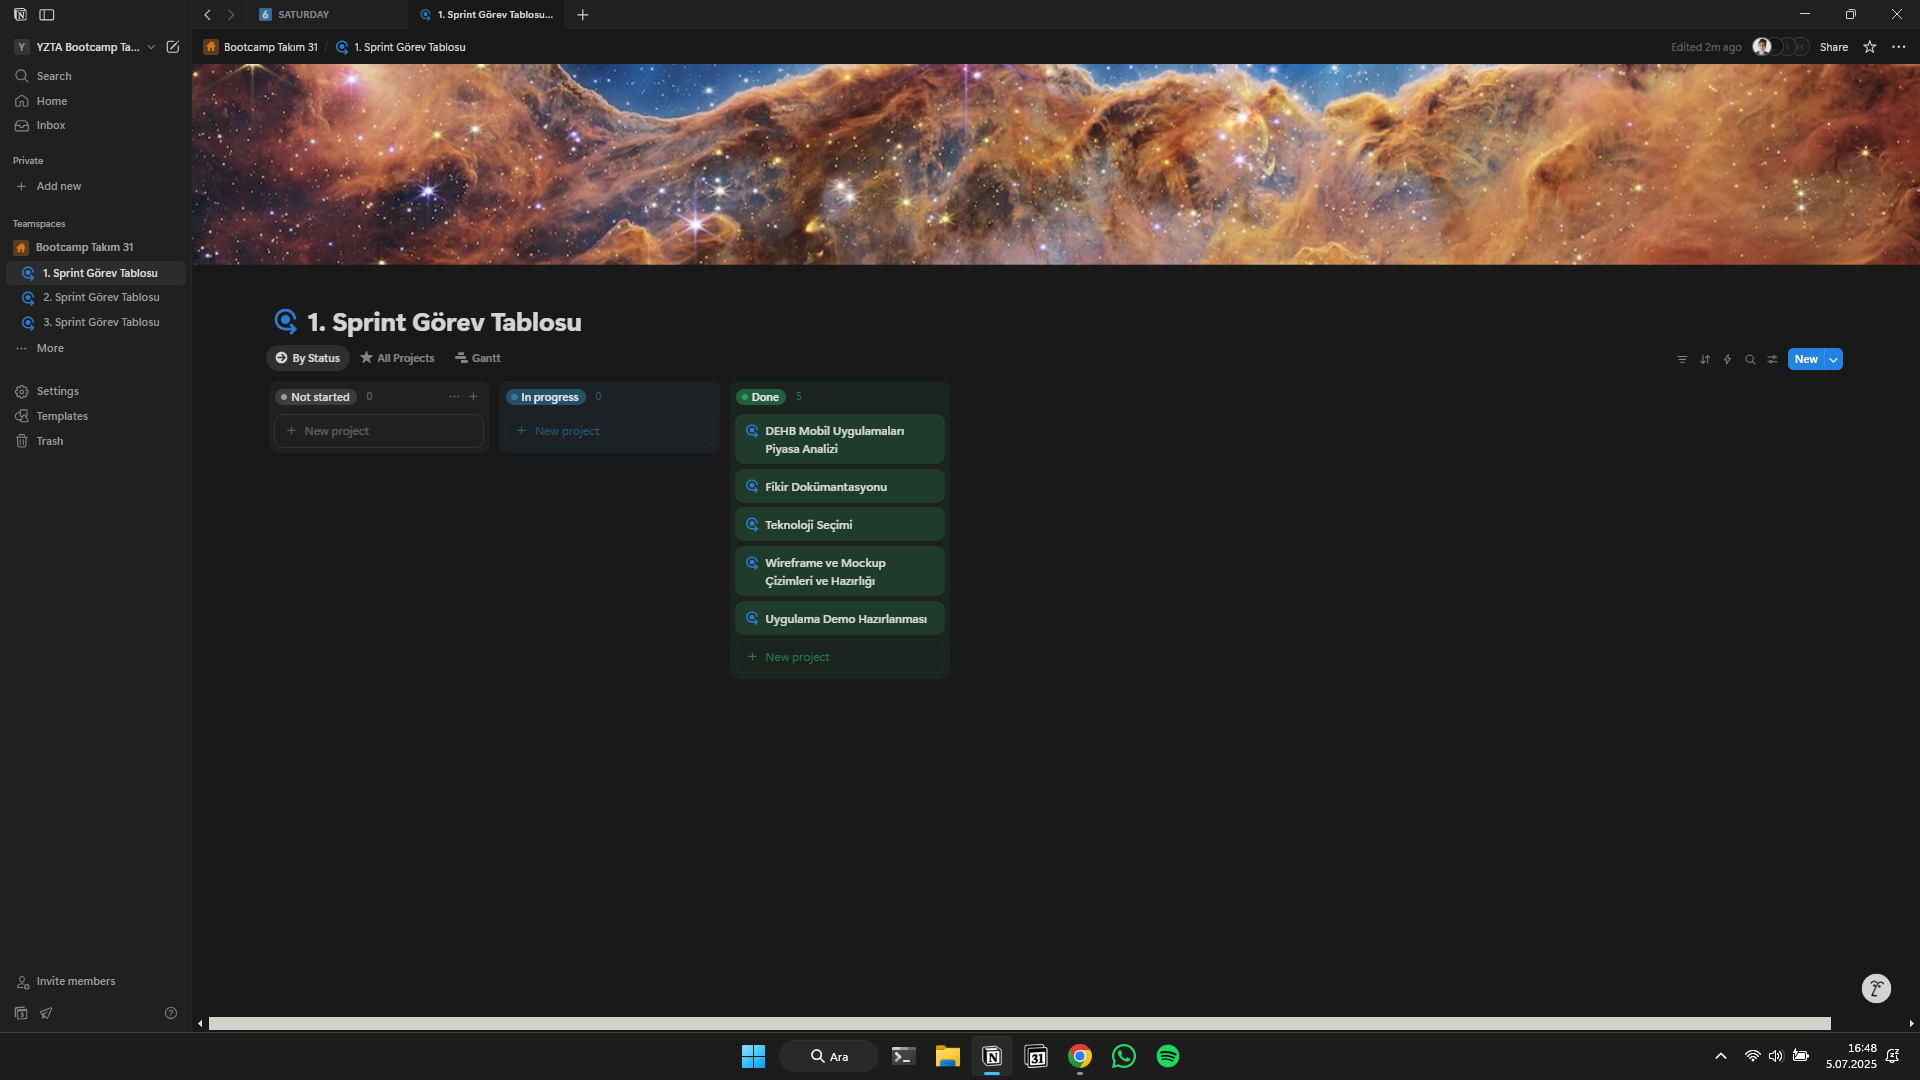 6 SATURDAY
1. Sprint Görev Tablosu...
Y YZTA Bootcamp Ta...
Bootcamp Takım 31 / 1. Sprint Görev Tablosu
Edited 2m ago
Share
Search
Home
Inbox
Private
Add new
Teamspaces
Bootcamp Takım 31
1. Sprint Görev Tablosu
2. Sprint Görev Tablosu
3. Sprint Görev Tablosu
More
Settings
Templates
Trash
Invite members
1. Sprint Görev Tablosu
By Status
All Projects
Gantt
New
Not started 0
New project
In progress 0
New project
Done 5
DEHB Mobil Uygulamaları
Piyasa Analizi
Fikir Dokümantasyonu
Teknoloji Seçimi
Wireframe ve Mockup
Çizimleri ve Hazırlığı
Uygulama Demo Hazırlanması
New project
Ara
31
16:48
5.07.2025